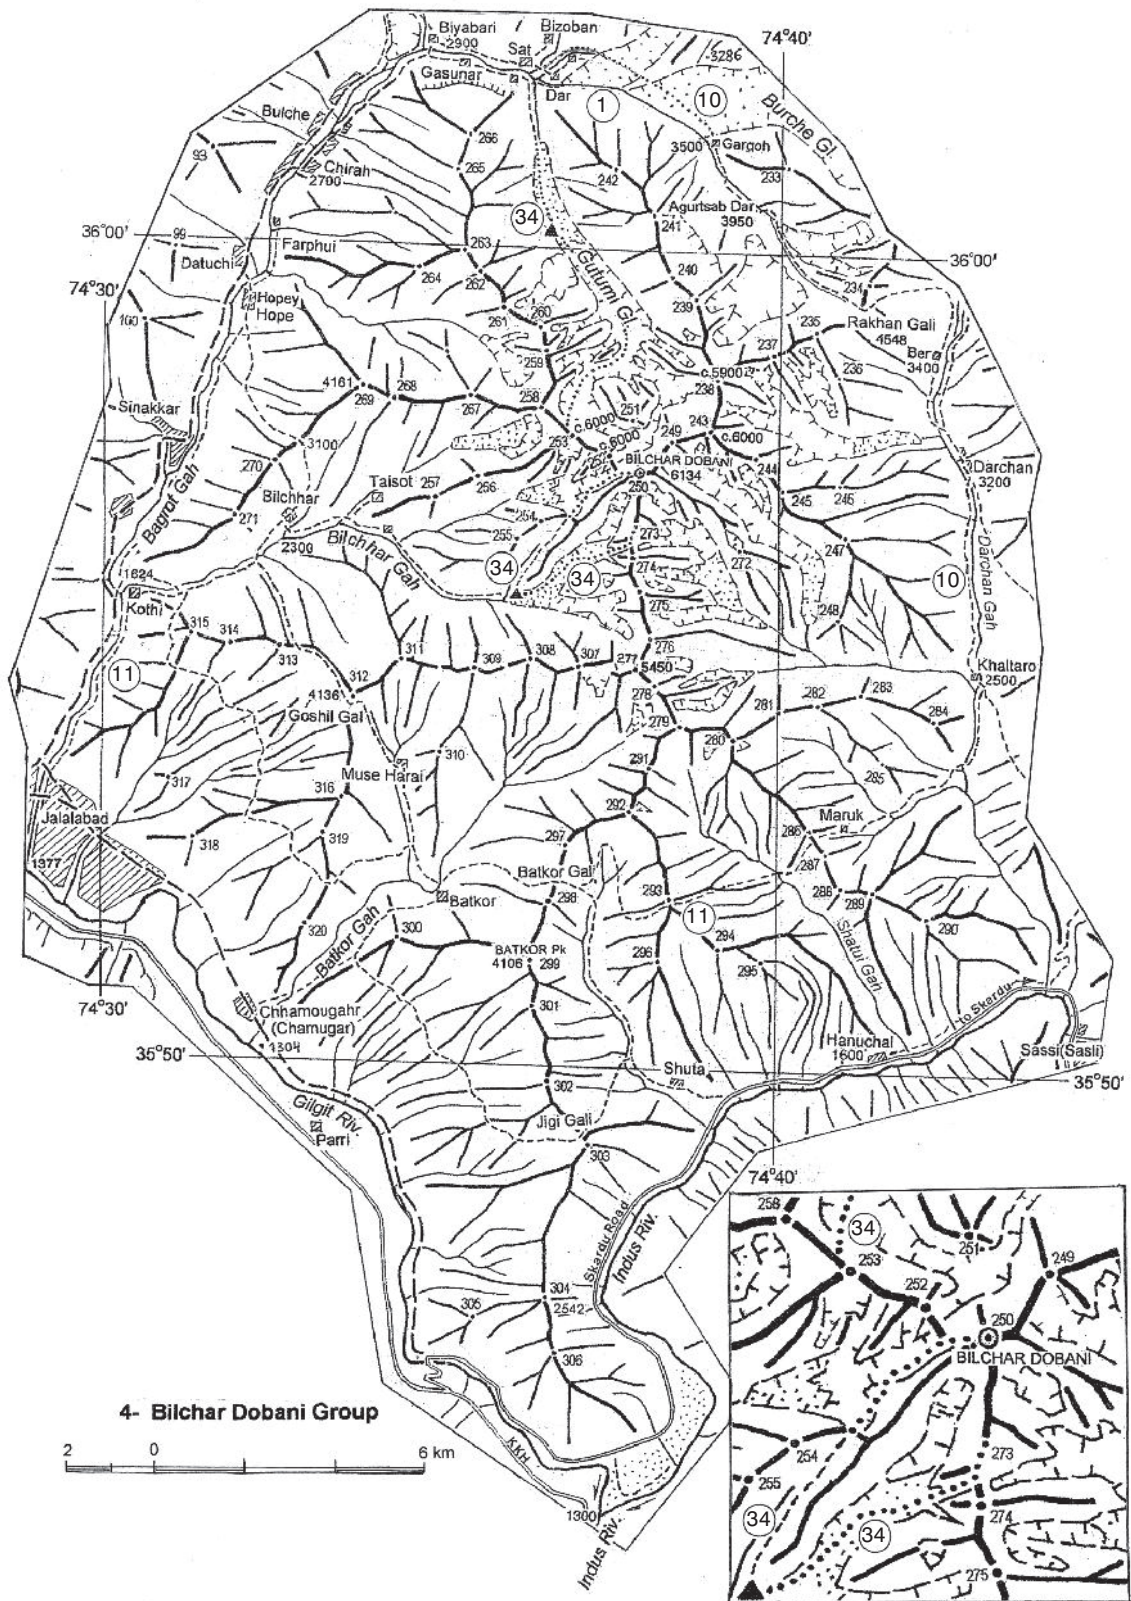 Biyabari
2900
Bizoban
Sat
Gasunar
Dar
74°40'
3286
10
1
Burche Gl.
Bulche
266
265
Chirah
2700
93
242
3500
Gargoh
233
34
Agurtsab Dar
3950
241
36°00'
99
Datuchi
Farphui
263
264
262
Gutumi Gl.
240
239
36°00'
234
74°30'
Hopey
Hope
100
261
260
259
235
Rakhan Gali
4548
237
Ber
3400
c.5900
238
236
4161
269
268
267
258
251
243
c.6000
253
c.6000
249
c.6000
Sinakkar
3100
270
BILCHAR DOBANI
6134
244
250
Darchan
3200
Taisot
257
256
245
246
Bilchhar
271
254
255
273
247
Bagrot Gah
2300
Bilchhar Gah
34
34
274
272
10
Darchan Gah
1624
Kothi
275
248
315
314
313
311
309
308
307
276
277
5450
Khaltaro
2500
11
312
4136
Goshil Gal
278
279
281
282
283
284
280
310
291
285
317
Muse Harai
316
292
Maruk
286
Jalalabad
318
319
297
287
1377
Batkor Gal
293
288
289
Batkor
298
11
290
320
300
Batkor Gah
BATKOR Pk
4106
299
296
294
295
Shatui Gah
74°30'
301
Chhamougahr
(Chamugar)
1304
to Skardu
Hanuchal
1600
Sassi (Sasli)
35°50'
302
Shuta
35°50'
Gilgit Riv.
Parri
Jigi Gali
303
74°40'
Skardu Road
Indus Riv.
304
2542
305
306
4- Bilchar Dobani Group
2 0 6 km
KKH
1300
Indus Riv.
258
34
251
253
249
252
250
BILCHAR DOBANI
254
273
255
274
34
34
275